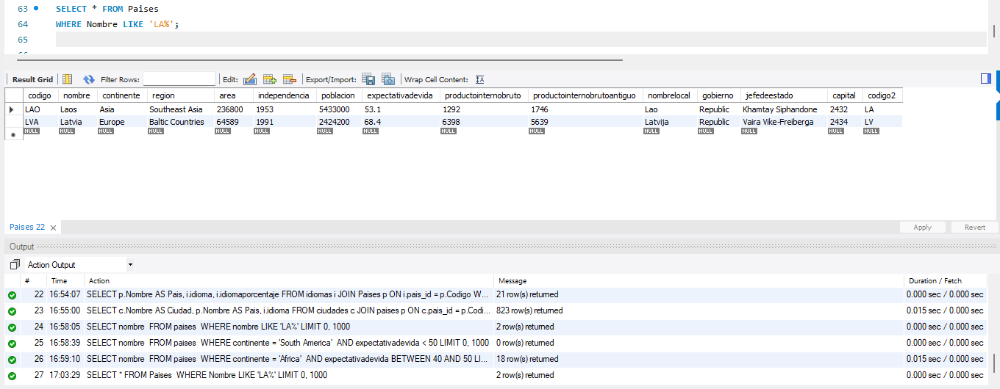 63 SELECT * FROM Paises
64 WHERE Nombre LIKE 'LA%';
65
Result Grid Filter Rows: Edit: Export/Import: Wrap Cell Content:
codigo nombre continente region area independencia poblacion expectativadevida productointernobruto productointernobrutoantiguo nombrelocal gobierno jefedeestado capital codigo2
LAO Laos Asia Southeast Asia 236800 1953 5433000 53.1 1292 1746 Lao Republic Khamtay Siphandone 2432 LA
LVA Latvia Europe Baltic Countries 64589 1991 2424200 68.4 6398 5639 Latvija Republic Vaira Vike-Freiberga 2434 LV
NULL NULL NULL NULL NULL NULL NULL NULL NULL NULL NULL NULL NULL NULL NULL
Paises 22 Apply Revert
Output
Action Output
# Time Action Message Duration / Fetch
22 16:54:07 SELECT p.Nombre AS Pais, i.idioma, i.idiomaporcentaje FROM idiomas i JOIN Paises p ON i.pais_id = p.Codigo W... 21 row(s) returned 0.000 sec / 0.000 sec
23 16:55:00 SELECT c.Nombre AS Ciudad, p.Nombre AS Pais, i.idioma FROM ciudades c JOIN paises p ON c.pais_id = p.Codi... 823 row(s) returned 0.015 sec / 0.000 sec
24 16:58:05 SELECT nombre FROM paises WHERE nombre LIKE 'LA%' LIMIT 0, 1000 2 row(s) returned 0.000 sec / 0.000 sec
25 16:58:39 SELECT nombre FROM paises WHERE continente = 'South America' AND expectativadevida < 50 LIMIT 0, 1000 0 row(s) returned 0.000 sec / 0.000 sec
26 16:59:10 SELECT nombre FROM paises WHERE continente = 'Africa' AND expectativadevida BETWEEN 40 AND 50 LI... 18 row(s) returned 0.015 sec / 0.000 sec
27 17:03:29 SELECT * FROM Paises WHERE Nombre LIKE 'LA%' LIMIT 0, 1000 2 row(s) returned 0.000 sec / 0.000 sec